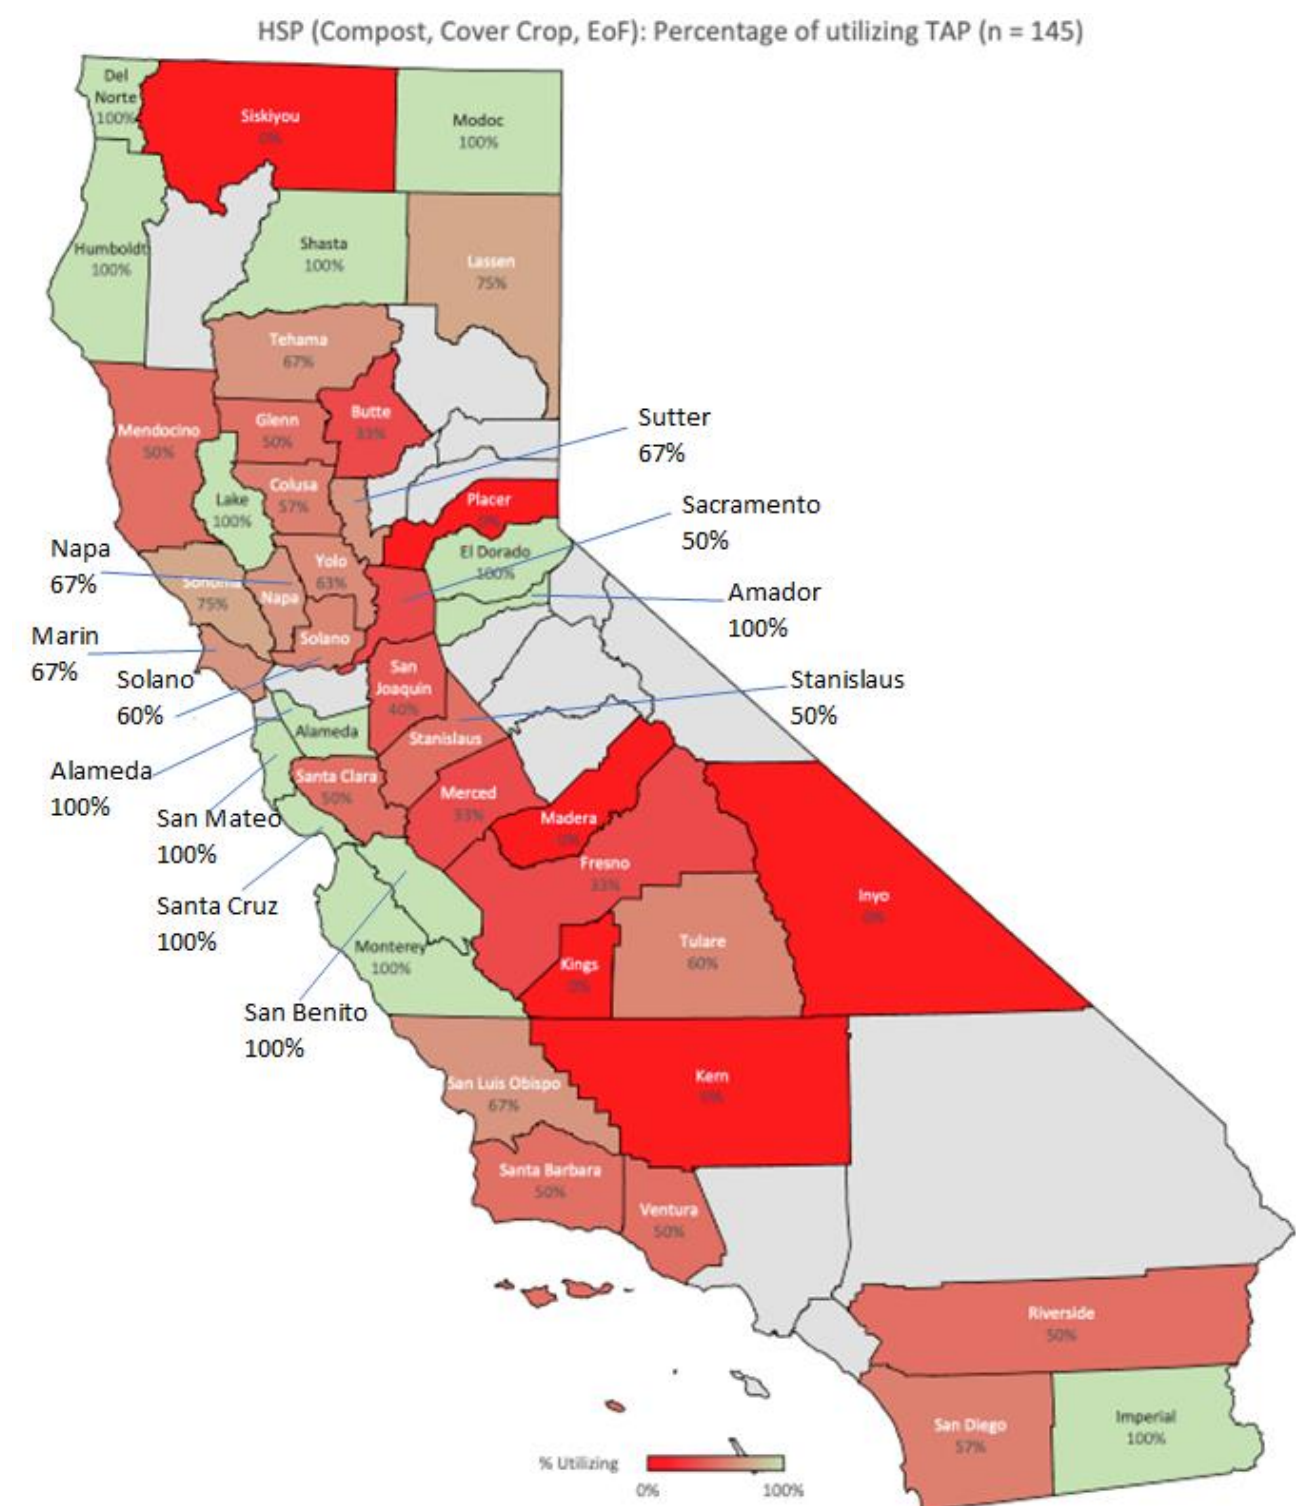 HSP (Compost, Cover Crop, EoF): Percentage of utilizing TAP (n = 145)
Del
Norte
100%
Siskiyou
0%
Modoc
100%
Humboldt
100%
Shasta
100%
Lassen
75%
Tehama
67%
Mendocino
50%
Glenn
50%
Butte
33%
Sutter
67%
Lake
100%
Colusa
57%
Placer
0%
Sacramento
50%
Napa
67%
Sonoma
75%
Napa
Yolo
63%
El Dorado
100%
Amador
100%
Marin
67%
Solano
Solano
60%
San
Joaquin
40%
Stanislaus
50%
Alameda
Stanislaus
Alameda
100%
Santa Clara
50%
Merced
33%
Madera
0%
San Mateo
100%
Fresno
33%
Inyo
0%
Santa Cruz
100%
Monterey
100%
Kings
0%
Tulare
60%
San Benito
100%
San Luis Obispo
67%
Kern
0%
Santa Barbara
50%
Ventura
50%
Riverside
50%
San Diego
57%
Imperial
100%
% Utilizing
0%
100%